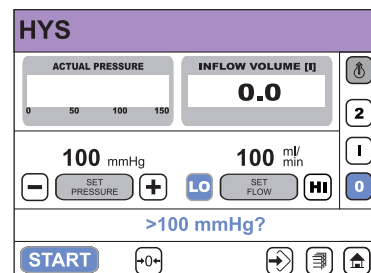 HYS
ACTUAL PRESSURE
0 50 100 150
INFLOW VOLUME [l]
0.0
2
I
0
100 mmHg
− SET PRESSURE +
100 ml/min
LO SET FLOW HI
>100 mmHg?
START
→0←